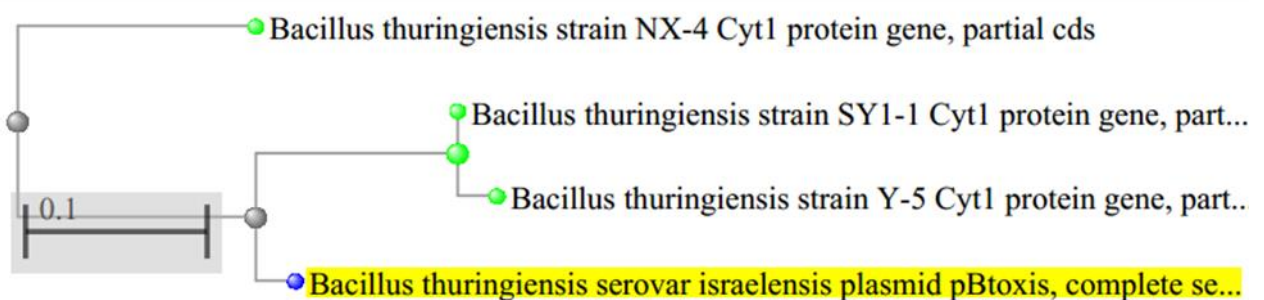 Bacillus thuringiensis strain NX-4 Cyt1 protein gene, partial cds
Bacillus thuringiensis strain SY1-1 Cyt1 protein gene, part...
Bacillus thuringiensis strain Y-5 Cyt1 protein gene, part..
0.1
Bacillus thuringiensis serovar israelensis plasmid pBtoxis, complete se...